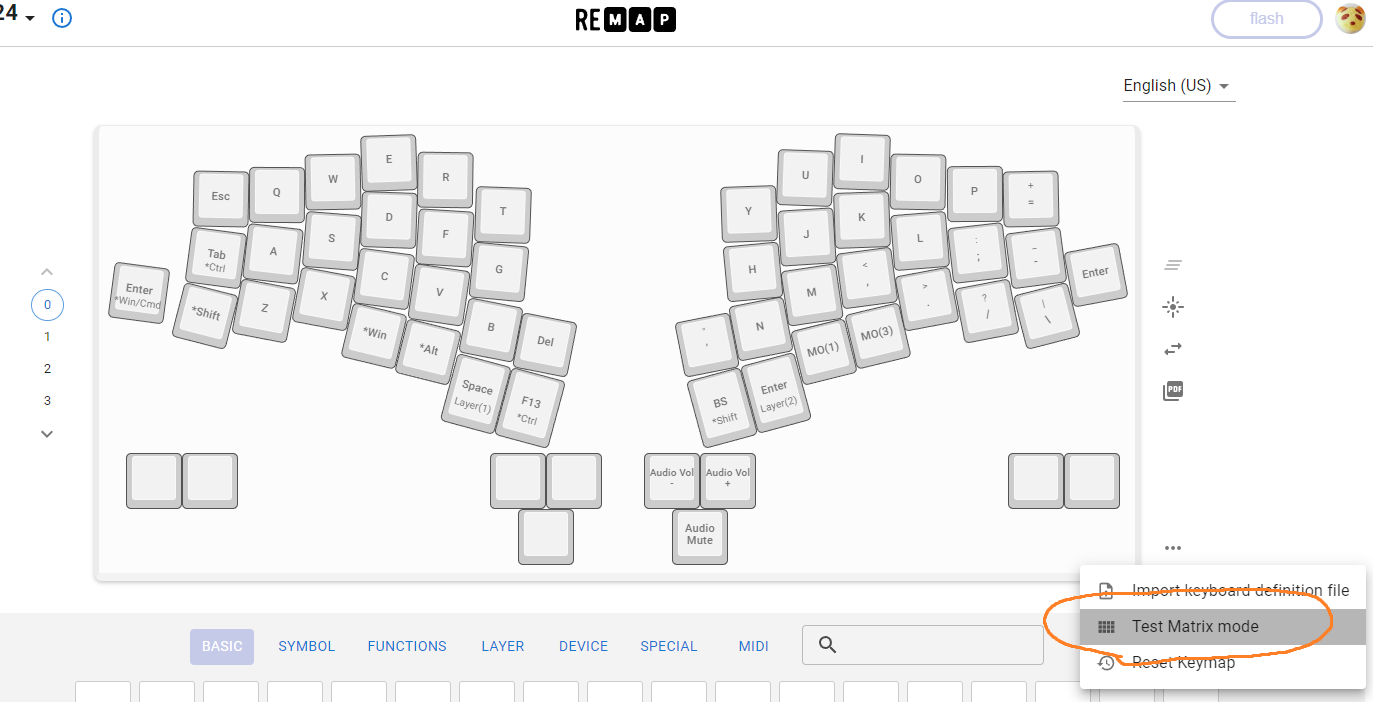 24
REMAP
flash
English (US)
E
I
W
R
U
O
Esc
Q
T
Y
P
+
=
D
K
S
F
J
L
Tab
*Ctrl
A
G
H
:
;
_
-
Enter
Enter
*Win/Cmd
C
<
,
X
V
M
>
.
*Shift
Z
B
N
?
/
|
\
*Win
*Alt
Del
"
'
MO(1)
MO(3)
Space
Layer(1)
F13
*Ctrl
BS
*Shift
Enter
Layer(2)
0
1
2
3
PDF
Audio Vol
-
Audio Vol
+
Audio
Mute
Import keyboard definition file
Test Matrix mode
Reset Keymap
BASIC
SYMBOL
FUNCTIONS
LAYER
DEVICE
SPECIAL
MIDI